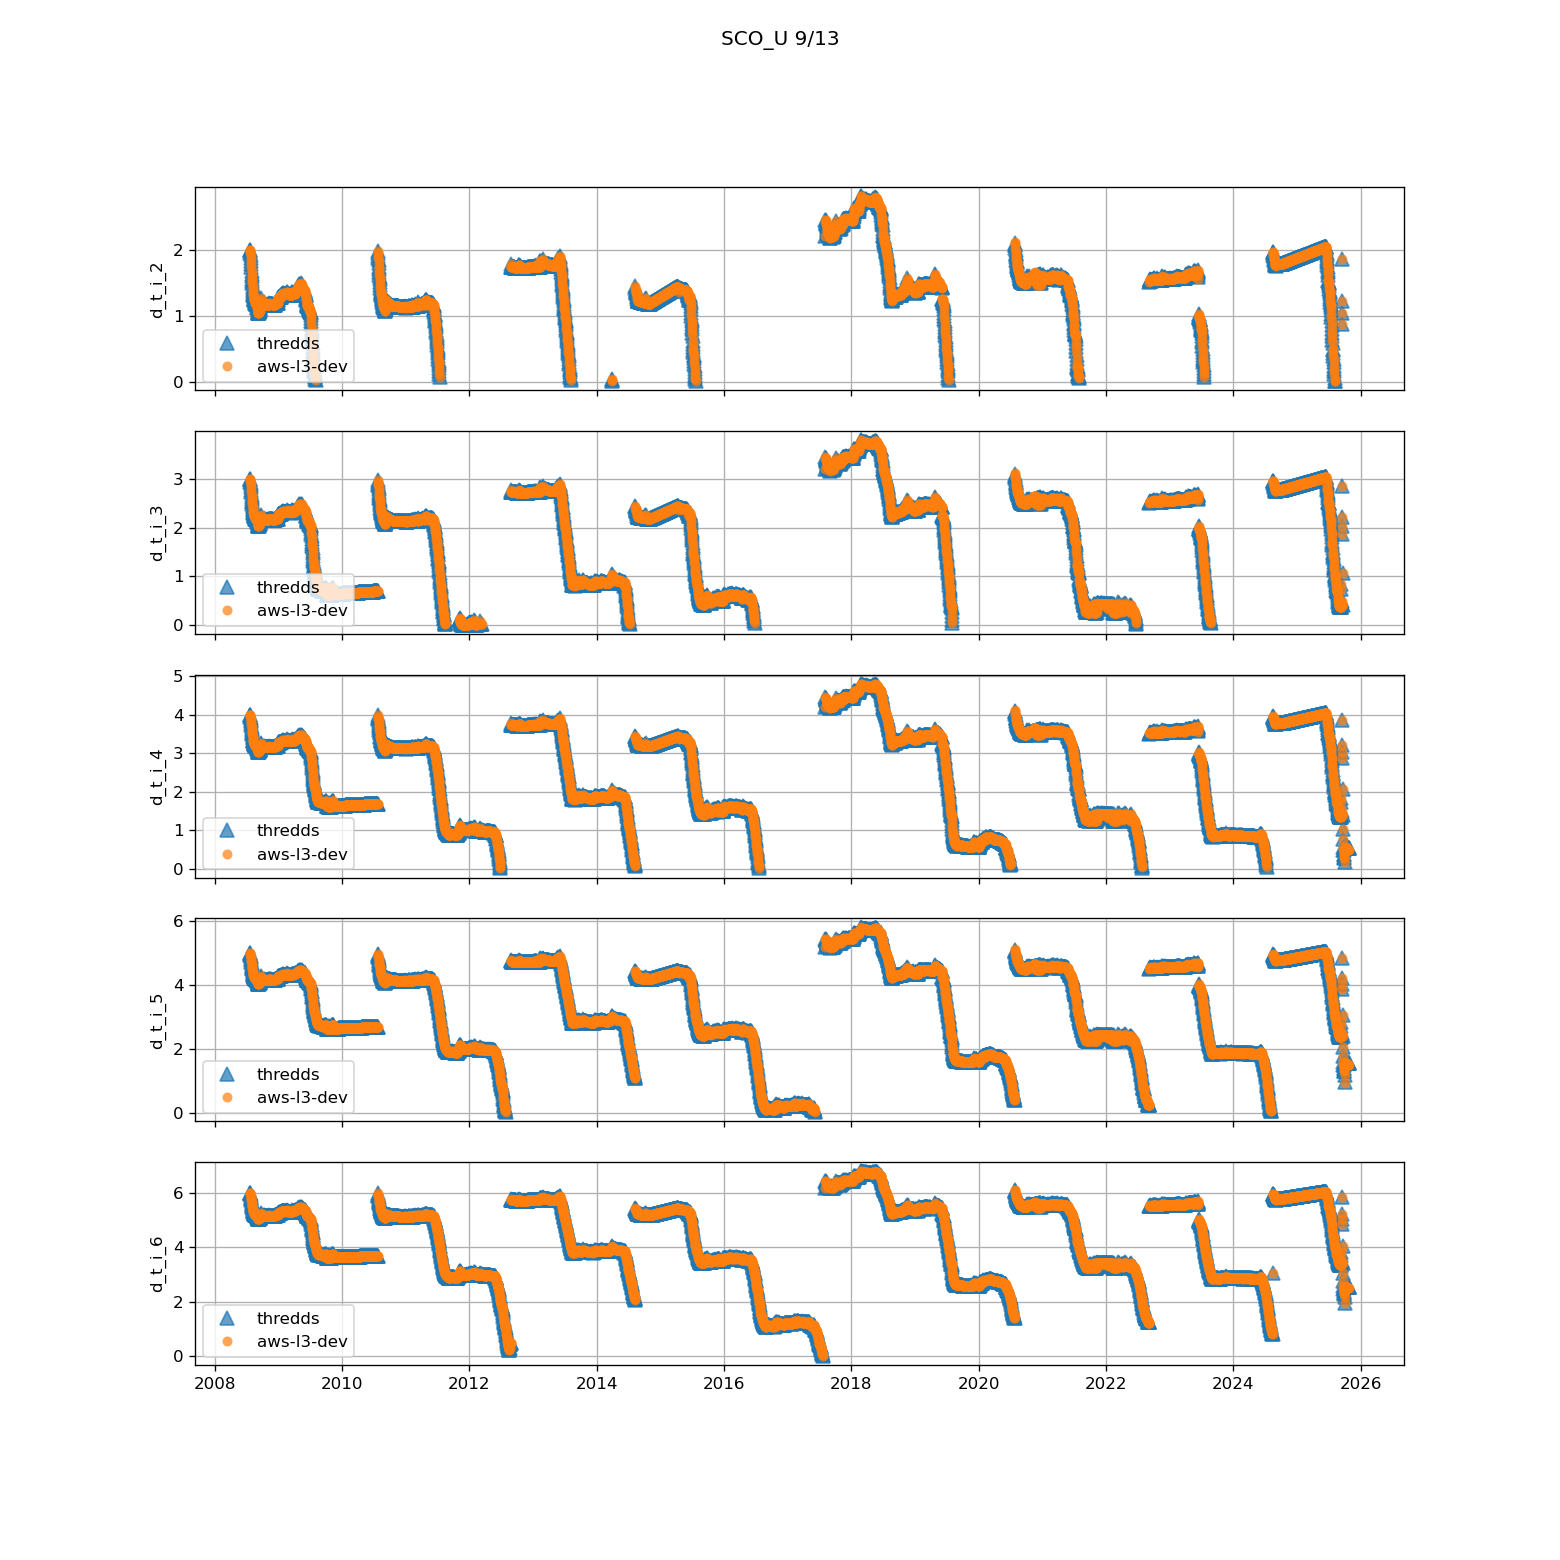 SCO_U 9/13
2
1
0
d_t_i_2
thredds
aws-l3-dev
3
2
1
0
d_t_i_3
thredds
aws-l3-dev
5
4
3
2
1
0
d_t_i_4
thredds
aws-l3-dev
6
4
2
0
d_t_i_5
thredds
aws-l3-dev
6
4
2
0
d_t_i_6
thredds
aws-l3-dev
2008 2010 2012 2014 2016 2018 2020 2022 2024 2026